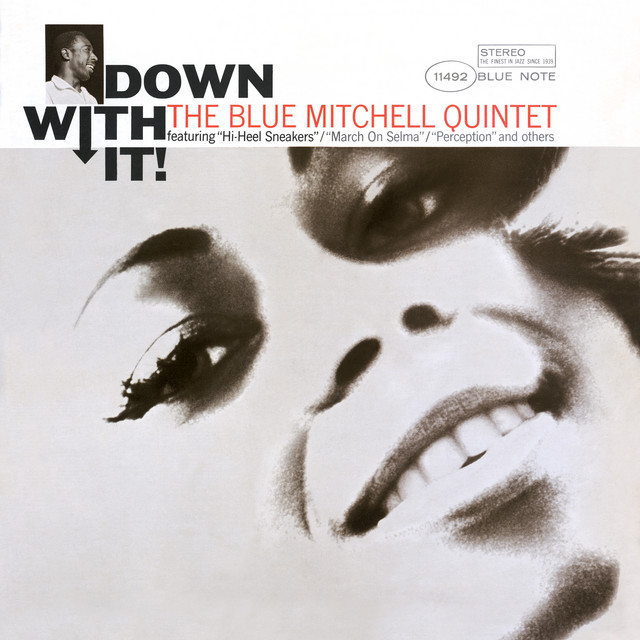 DOWN
WITH
IT!
THE BLUE MITCHELL QUINTET
featuring "Hi-Heel Sneakers"/"March On Selma"/"Perception" and others
STEREO
THE FINEST IN JAZZ SINCE 1939
11492 BLUE NOTE